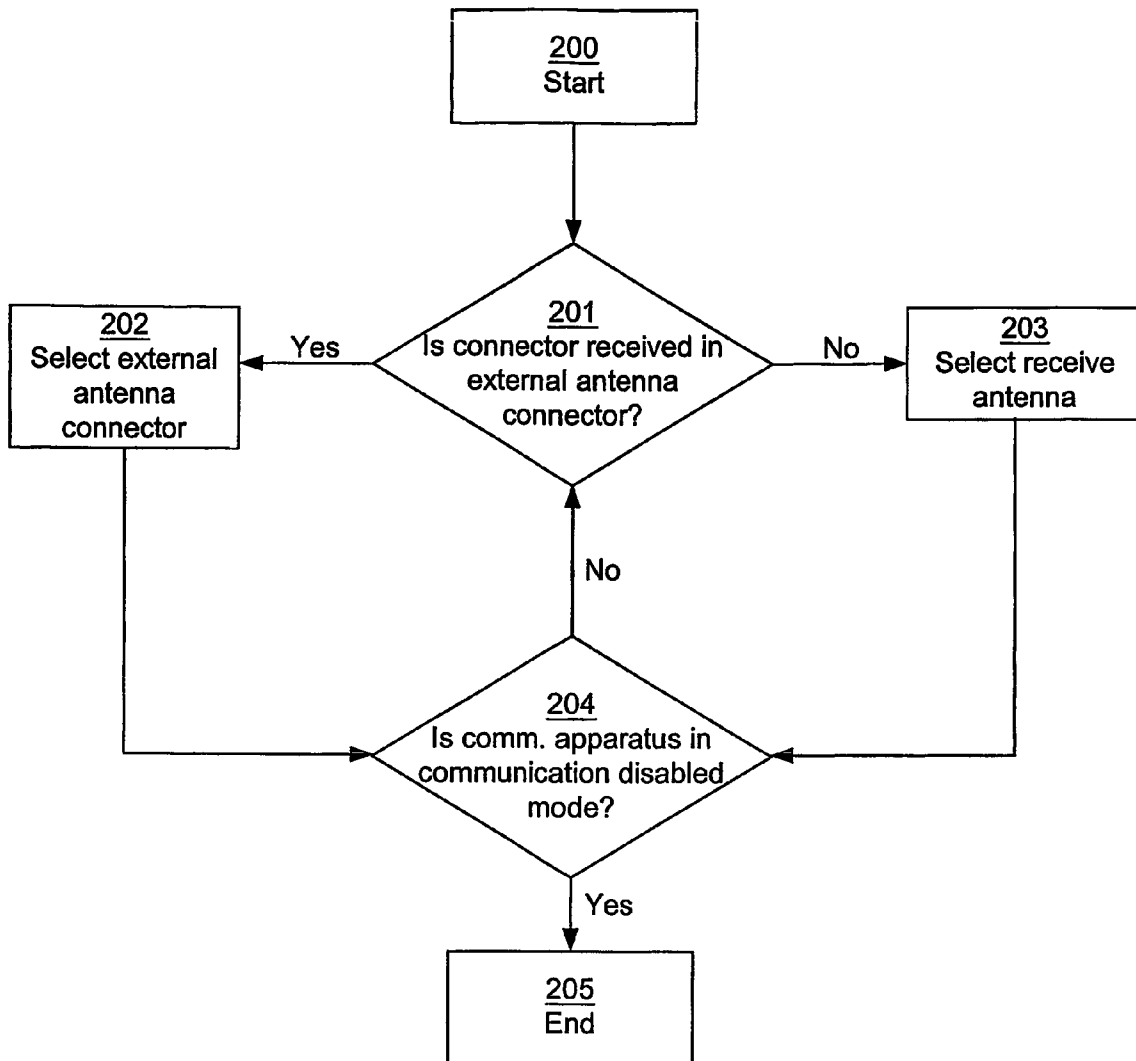 200
Start
201
Is connector received in
external antenna
connector?
Yes
No
202
Select external
antenna
connector
203
Select receive
antenna
No
204
Is comm. apparatus in
communication disabled
mode?
Yes
205
End